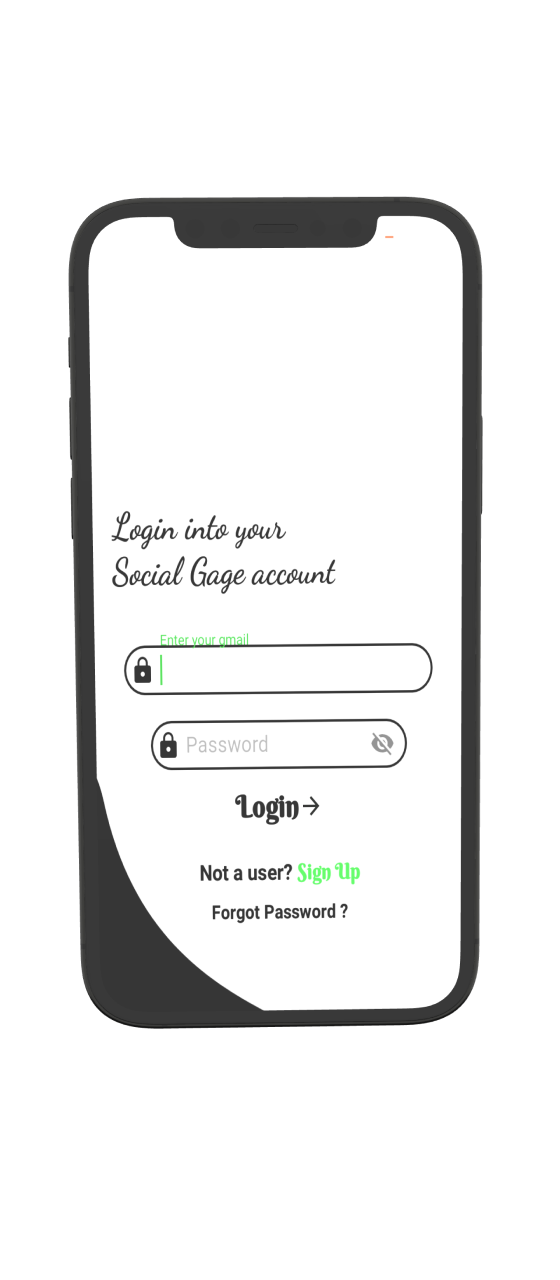 Login into your
Social Gage account
Enter your gmail
Password
Login
Not a user? Sign Up
Forgot Password ?